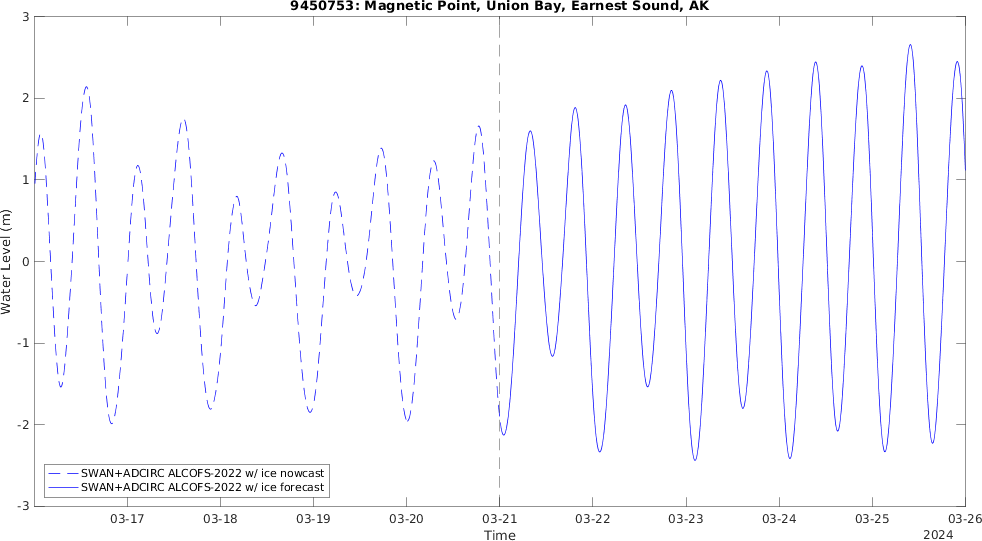 9450753: Magnetic Point, Union Bay, Earnest Sound, AK
3
2
1
0
-1
-2
-3
Water Level (m)
SWAN+ADCIRC ALCOFS-2022 w/ ice nowcast
SWAN+ADCIRC ALCOFS-2022 w/ ice forecast
03-17 03-18 03-19 03-20 03-21 03-22 03-23 03-24 03-25 03-26
Time
2024